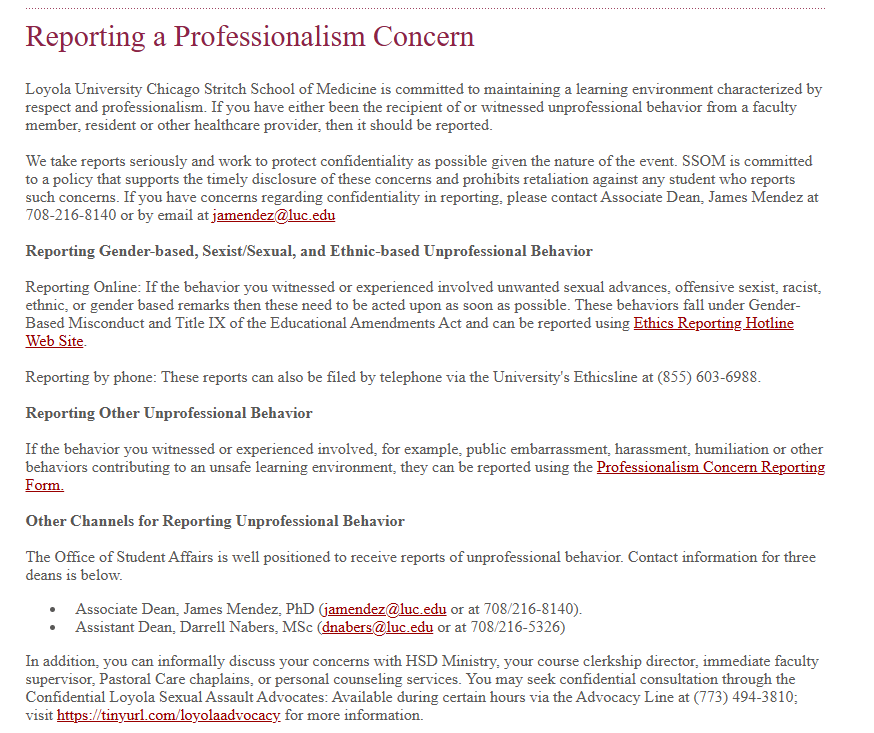 Reporting a Professionalism Concern
Loyola University Chicago Stritch School of Medicine is committed to maintaining a learning environment characterized by
respect and professionalism. If you have either been the recipient of or witnessed unprofessional behavior from a faculty
member, resident or other healthcare provider, then it should be reported.
We take reports seriously and work to protect confidentiality as possible given the nature of the event. SSOM is committed
to a policy that supports the timely disclosure of these concerns and prohibits retaliation against any student who reports
such concerns. If you have concerns regarding confidentiality in reporting, please contact Associate Dean, James Mendez at
708-216-8140 or by email at jamendez@luc.edu
Reporting Gender-based, Sexist/Sexual, and Ethnic-based Unprofessional Behavior
Reporting Online: If the behavior you witnessed or experienced involved unwanted sexual advances, offensive sexist, racist,
ethnic, or gender based remarks then these need to be acted upon as soon as possible. These behaviors fall under Gender-
Based Misconduct and Title IX of the Educational Amendments Act and can be reported using Ethics Reporting Hotline
Web Site.
Reporting by phone: These reports can also be filed by telephone via the University's Ethicsline at (855) 603-6988.
Reporting Other Unprofessional Behavior
If the behavior you witnessed or experienced involved, for example, public embarrassment, harassment, humiliation or other
behaviors contributing to an unsafe learning environment, they can be reported using the Professionalism Concern Reporting
Form.
Other Channels for Reporting Unprofessional Behavior
The Office of Student Affairs is well positioned to receive reports of unprofessional behavior. Contact information for three
deans is below.
• Associate Dean, James Mendez, PhD (jamendez@luc.edu or at 708/216-8140).
• Assistant Dean, Darrell Nabers, MSc (dnabers@luc.edu or at 708/216-5326)
In addition, you can informally discuss your concerns with HSD Ministry, your course clerkship director, immediate faculty
supervisor, Pastoral Care chaplains, or personal counseling services. You may seek confidential consultation through the
Confidential Loyola Sexual Assault Advocates: Available during certain hours via the Advocacy Line at (773) 494-3810;
visit https://tinyurl.com/loyolaadvocacy for more information.